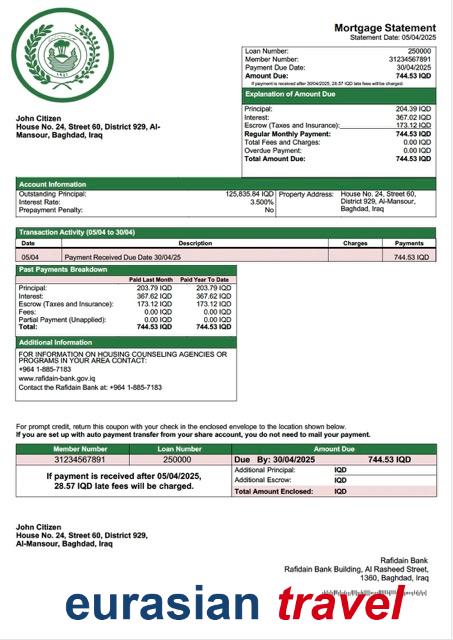 1941
Mortgage Statement
Statement Date: 05/04/2025
Loan Number: 250000
Member Number: 31234567891
Payment Due Date: 30/04/2025
Amount Due: 744.53 IQD
If payment is received after 30/04/2025, 28.57 IQD late fees will be charged.
Explanation of Amount Due
Principal: 204.39 IQD
Interest: 367.02 IQD
Escrow (Taxes and Insurance): 173.12 IQD
Regular Monthly Payment: 744.53 IQD
Total Fees and Charges: 0.00 IQD
Overdue Payment: 0.00 IQD
Total Amount Due: 744.53 IQD
John Citizen
House No. 24, Street 60, District 929, Al-
Mansour, Baghdad, Iraq
Account Information
Outstanding Principal: 125,835.84 IQD
Interest Rate: 3.500%
Prepayment Penalty: No
Property Address: House No. 24, Street 60,
District 929, Al-Mansour,
Baghdad, Iraq
Transaction Activity (05/04 to 30/04)
Date Description Charges Payments
05/04 Payment Received Due Date 30/04/25 744.53 IQD
Past Payments Breakdown
Paid Last Month Paid Year To Date
Principal: 203.79 IQD 203.79 IQD
Interest: 367.62 IQD 367.62 IQD
Escrow (Taxes and Insurance): 173.12 IQD 173.12 IQD
Fees: 0.00 IQD 0.00 IQD
Partial Payment (Unapplied): 0.00 IQD 0.00 IQD
Total: 744.53 IQD 744.53 IQD
Additional Information
FOR INFORMATION ON HOUSING COUNSELING AGENCIES OR
PROGRAMS IN YOUR AREA CONTACT:
+964 1-885-7183
www.rafidain-bank.gov.iq
Contact the Rafidain Bank at: +964 1-885-7183
For prompt credit, return this coupon with your check in the enclosed envelope to the location shown below.
If you are set up with auto payment transfer from your share account, you do not need to mail your payment.
Member Number Loan Number Amount Due
31234567891 250000 Due By: 30/04/2025 744.53 IQD
If payment is received after 05/04/2025,
28.57 IQD late fees will be charged.
Additional Principal: IQD
Additional Escrow: IQD
Total Amount Enclosed: IQD
John Citizen
House No. 24, Street 60, District 929,
Al-Mansour, Baghdad, Iraq
Rafidain Bank
Rafidain Bank Building, Al Rasheed Street,
1360, Baghdad, Iraq
eurasian travel